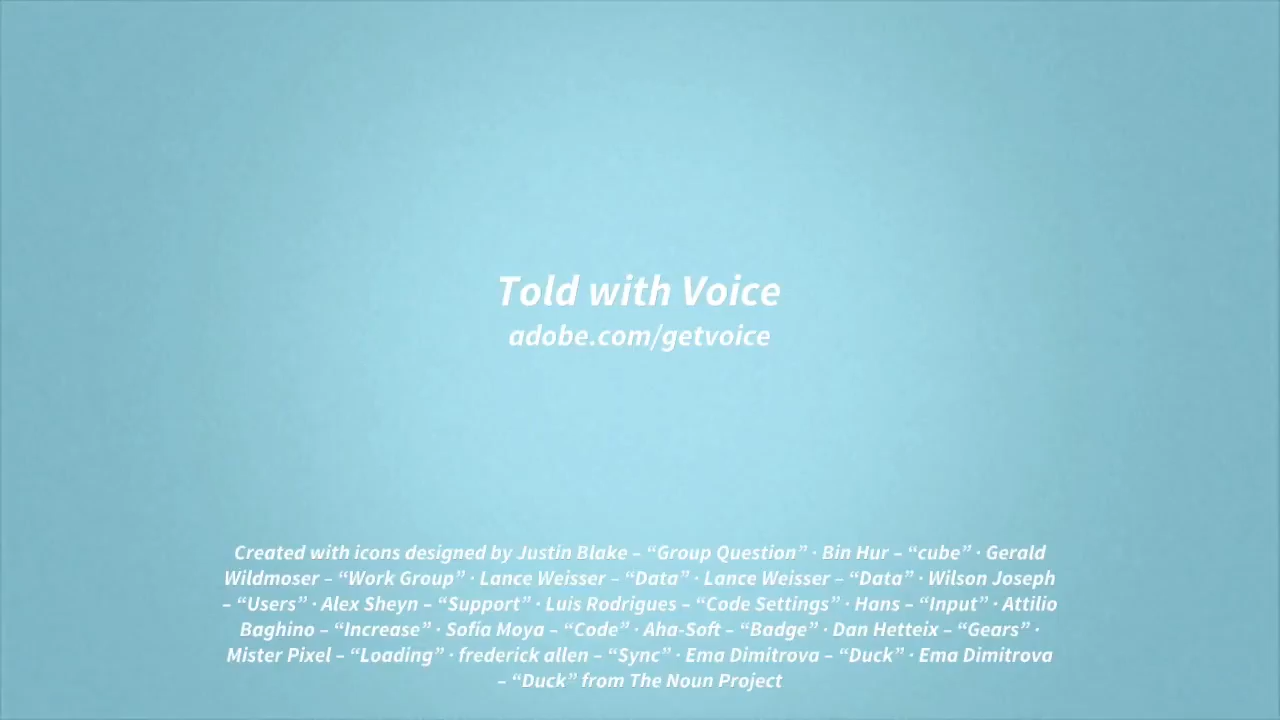 Told with Voice
adobe.com/getvoice
Created with icons designed by Justin Blake – “Group Question” · Bin Hur – “cube” · Gerald
Wildmoser – “Work Group” · Lance Weisser – “Data” · Lance Weisser – “Data” · Wilson Joseph
– “Users” · Alex Sheyn – “Support” · Luis Rodrigues – “Code Settings” · Hans – “Input” · Attilio
Baghino – “Increase” · Sofía Moya – “Code” · Aha-Soft – “Badge” · Dan Hetteix – “Gears” ·
Mister Pixel – “Loading” · frederick allen – “Sync” · Ema Dimitrova – “Duck” · Ema Dimitrova
– “Duck” from The Noun Project